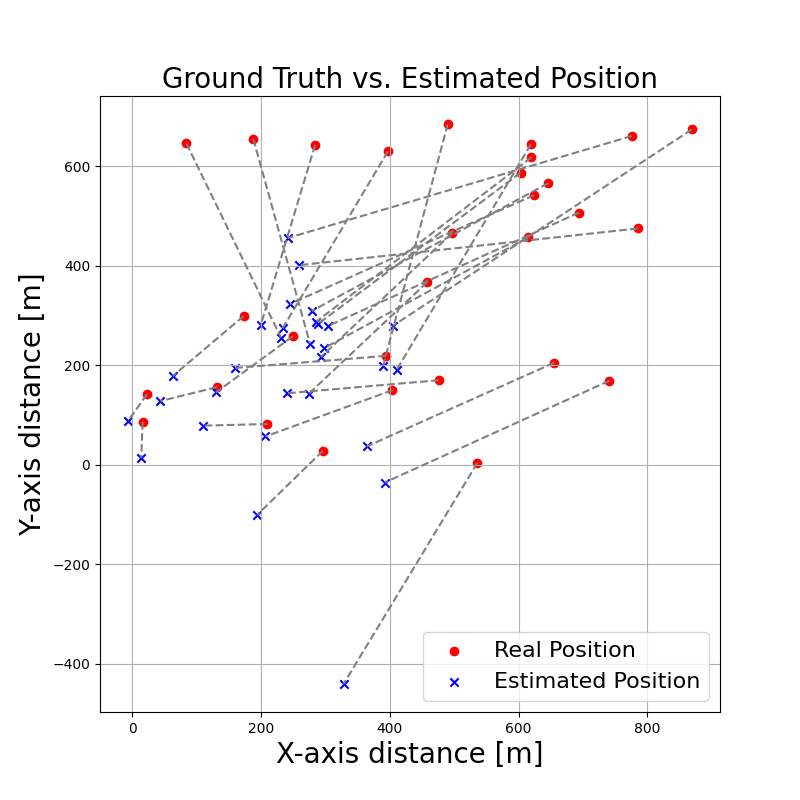 Ground Truth vs. Estimated Position
Y-axis distance [m]
600
400
200
0
−200
−400
0 200 400 600 800
X-axis distance [m]
Real Position
Estimated Position